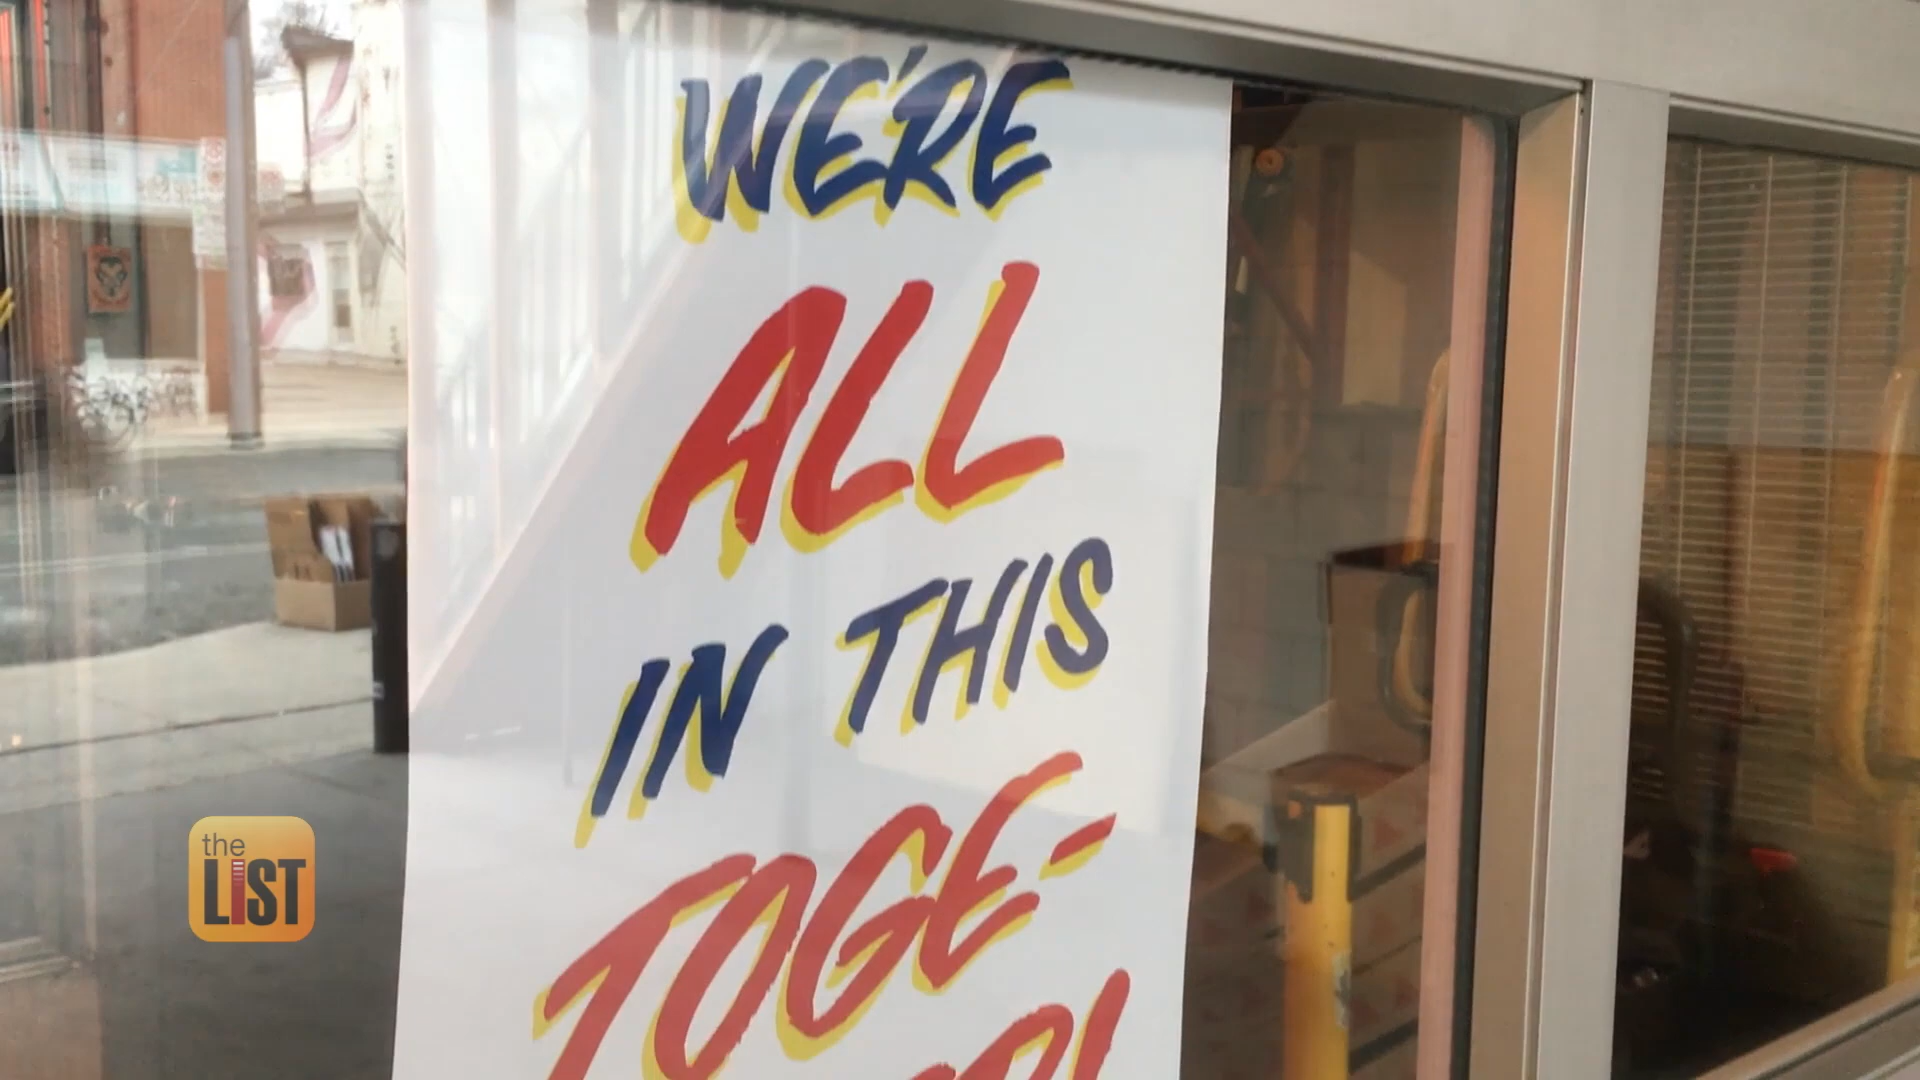 WE'RE
ALL
IN THIS
TOGE-
the
LIST